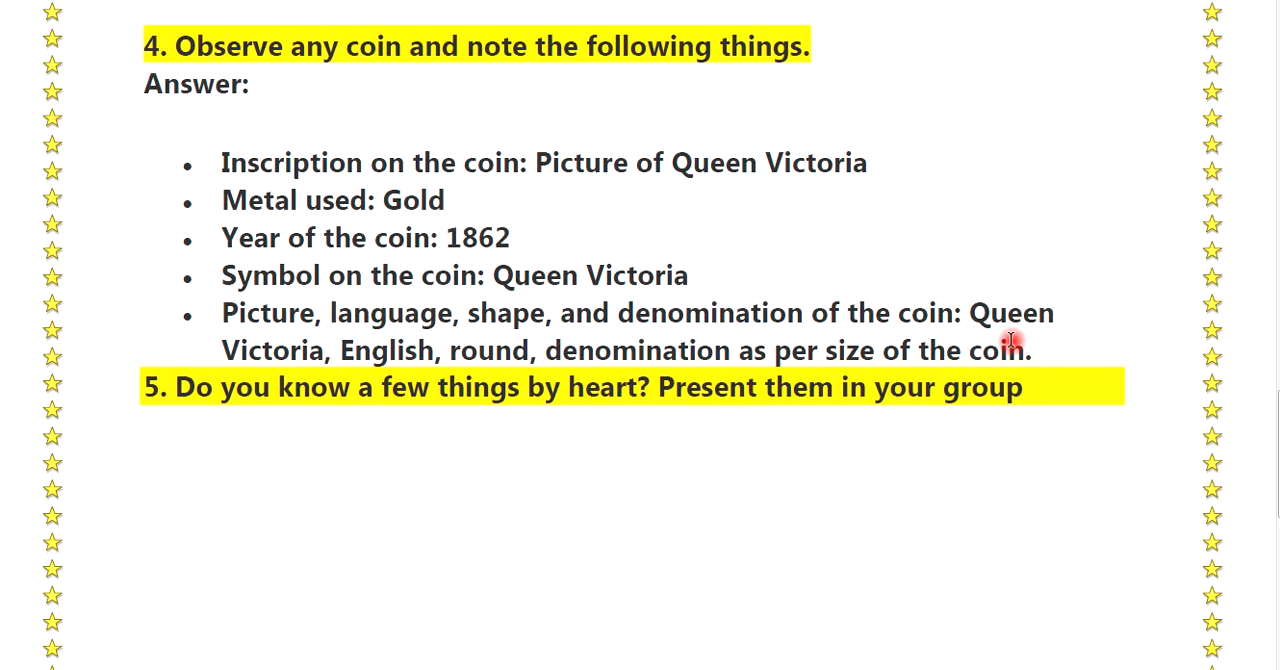 4. Observe any coin and note the following things.
Answer:
• Inscription on the coin: Picture of Queen Victoria
• Metal used: Gold
• Year of the coin: 1862
• Symbol on the coin: Queen Victoria
• Picture, language, shape, and denomination of the coin: Queen
Victoria, English, round, denomination as per size of the coin.
5. Do you know a few things by heart? Present them in your group